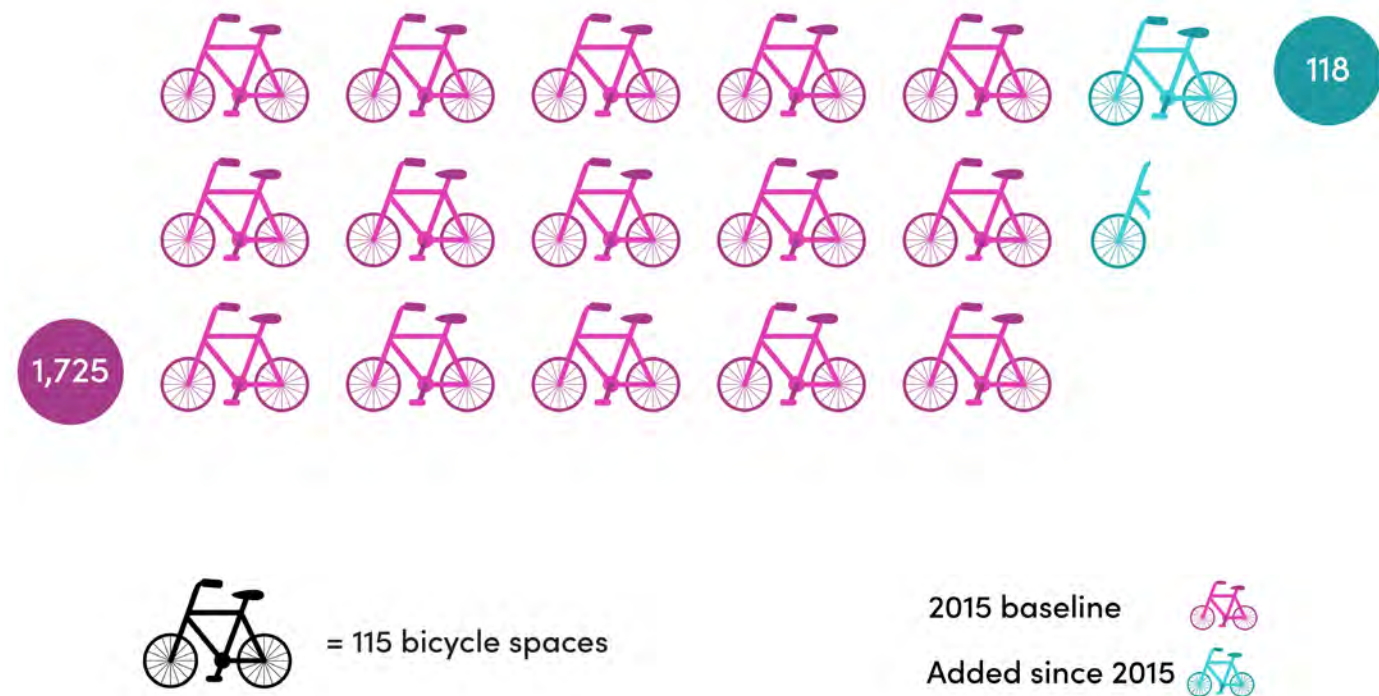 118
1,725
= 115 bicycle spaces
2015 baseline
Added since 2015